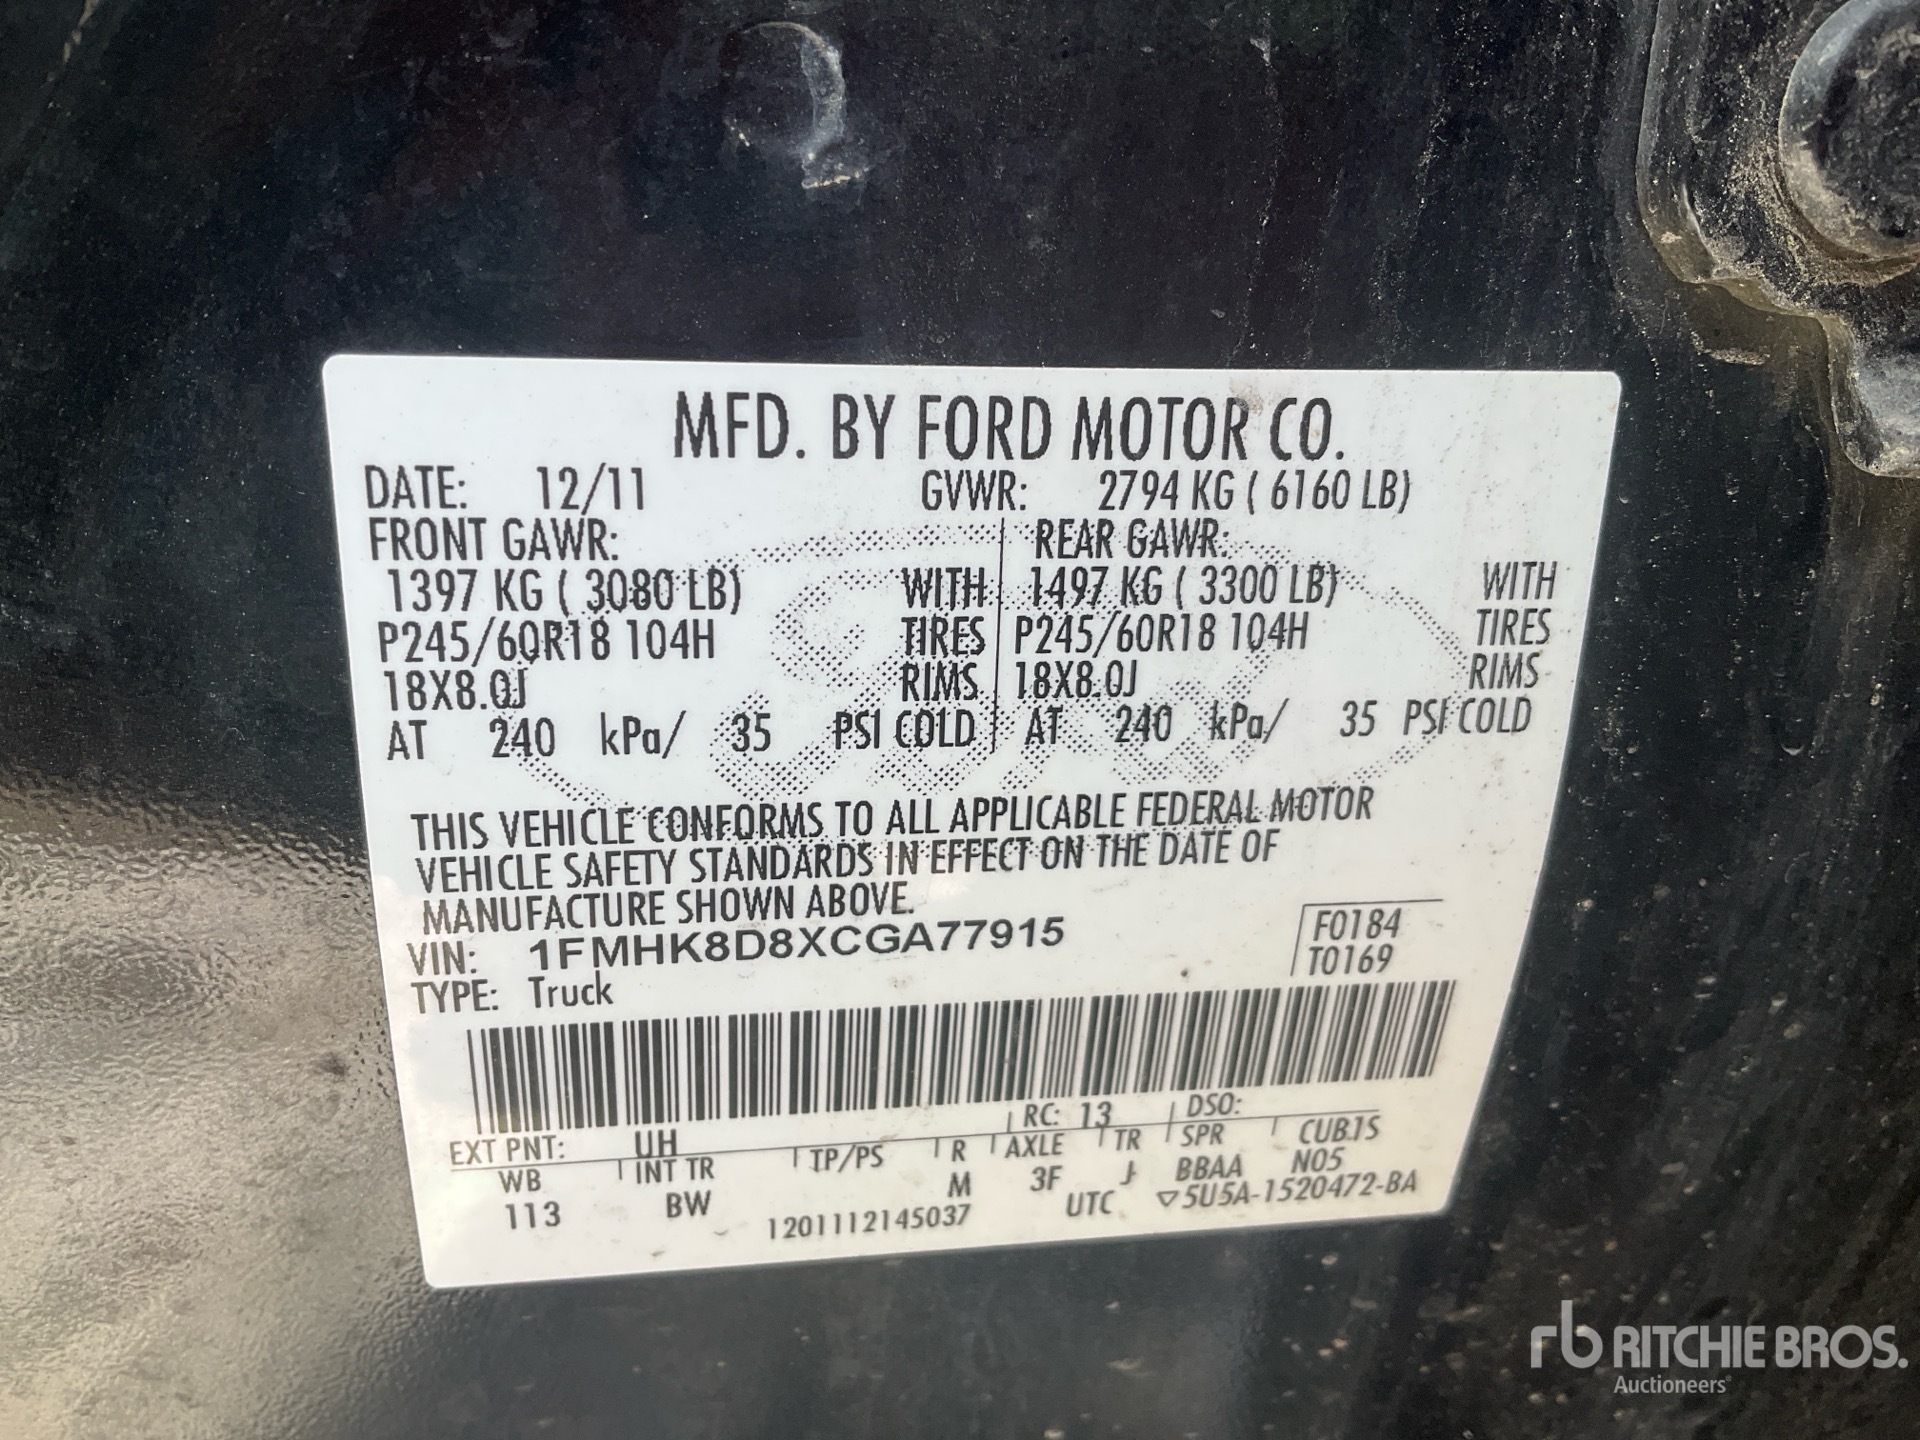 MFD. BY FORD MOTOR CO.
DATE: 12/11 GVWR: 2794 KG ( 6160 LB)
FRONT GAWR: REAR GAWR:
1397 KG ( 3080 LB) WITH 1497 KG ( 3300 LB) WITH
P245/60R18 104H TIRES P245/60R18 104H TIRES
18X8.0J RIMS 18X8.0J RIMS
AT 240 kPa/ 35 PSI COLD AT 240 kPa/ 35 PSI COLD
THIS VEHICLE CONFORMS TO ALL APPLICABLE FEDERAL MOTOR
VEHICLE SAFETY STANDARDS IN EFFECT ON THE DATE OF
MANUFACTURE SHOWN ABOVE.
VIN: 1FMHK8D8XCGA77915 F0184
TYPE: Truck T0169
EXT PNT: UH RC: 13 DSO:
WB INT TR TP/PS R AXLE TR SPR CUB1S
113 BW M 3F J BBAA N05
1201112145037 UTC ▽5U5A-1520472-BA
rb RITCHIE BROS.
Auctioneers